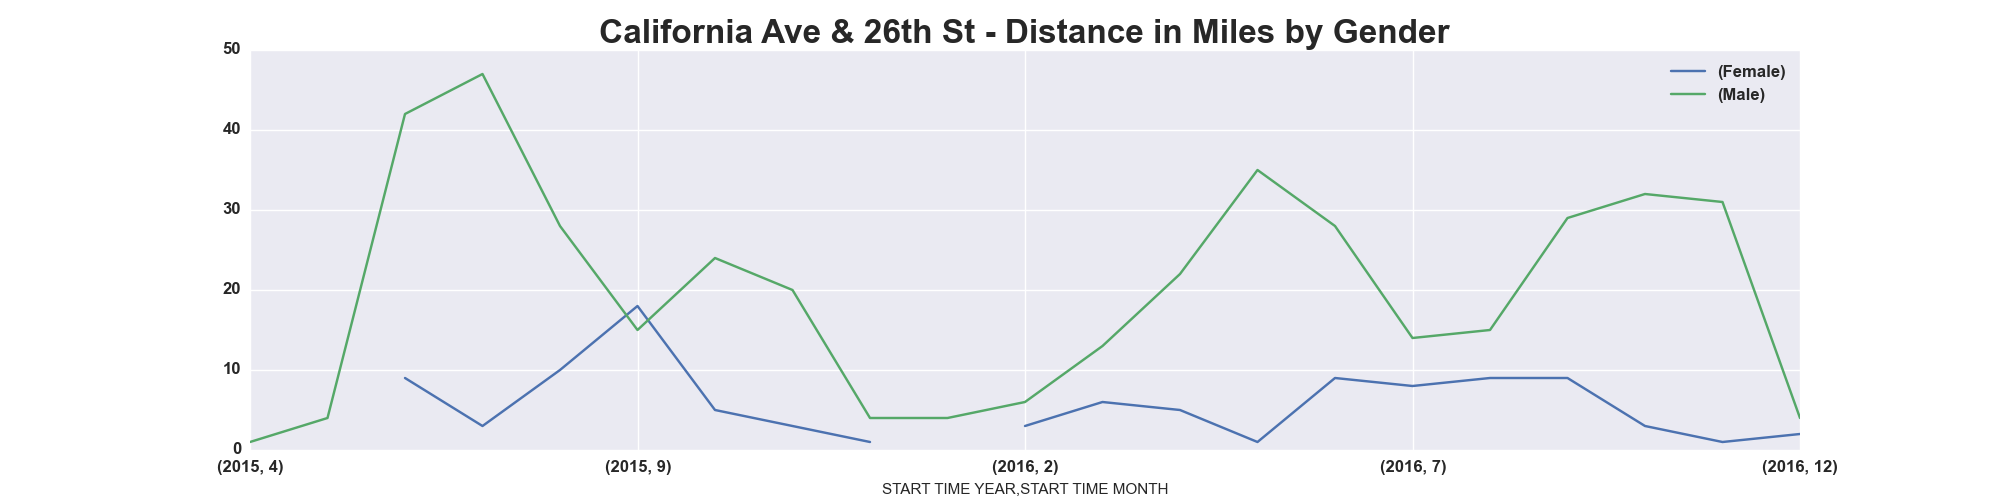 California Ave & 26th St - Distance in Miles by Gender
50
40
30
20
10
0
(Female)
(Male)
(2015, 4) (2015, 9) (2016, 2) (2016, 7) (2016, 12)
START TIME YEAR,START TIME MONTH